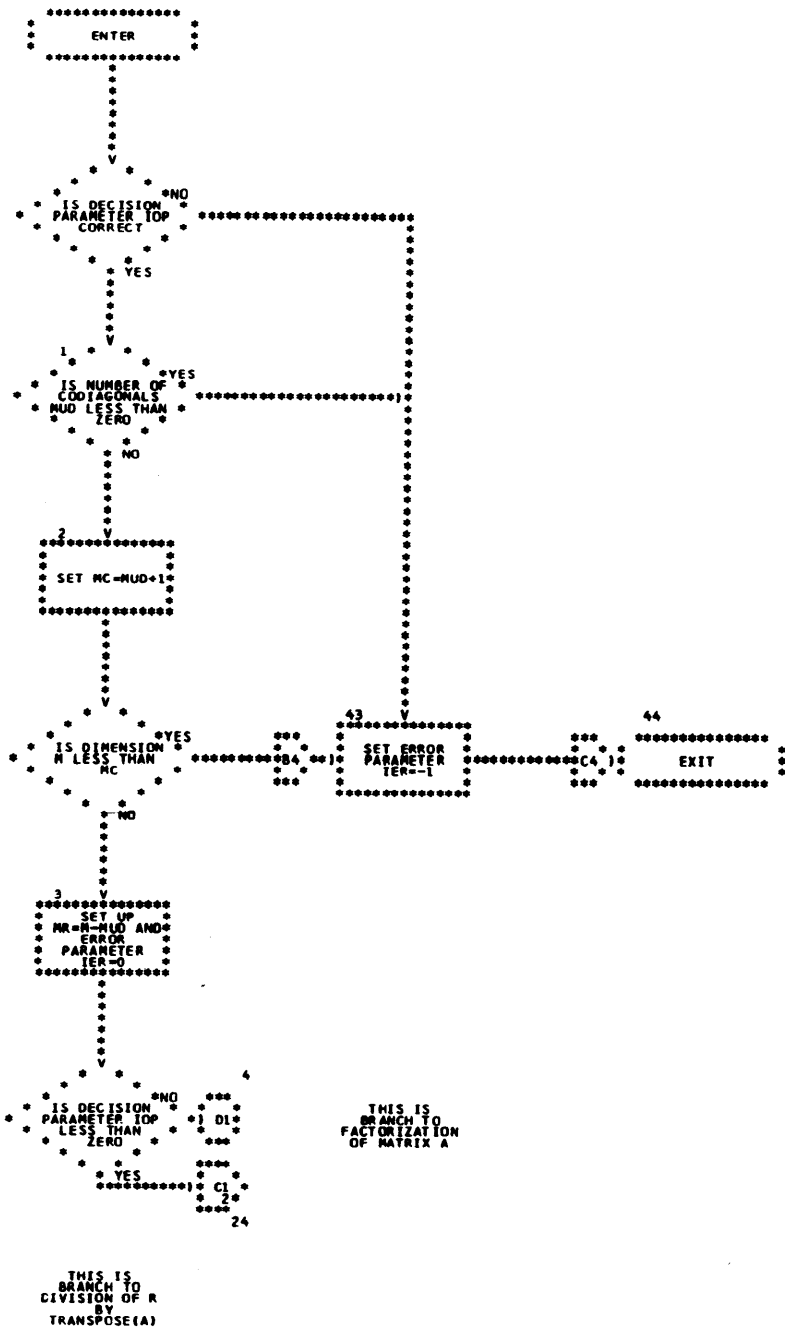 ENTER
NO
IS DECISION
PARAMETER IOP
CORRECT
YES
1
YES
IS NUMBER OF
CODIAGONALS
MUD LESS THAN
ZERO
NO
2
SET MC=MUD+1
YES
IS DIMENSION
M LESS THAN
MC
NO
B4
43
SET ERROR
PARAMETER
IER=-1
C4
44
EXIT
3
SET UP
MR=M-MUD AND
ERROR
PARAMETER
IER=0
NO
IS DECISION
PARAMETER IOP
LESS THAN
ZERO
YES
4
D1
C1
2
24
THIS IS
BRANCH TO
FACTORIZATION
OF MATRIX A
THIS IS
BRANCH TO
DIVISION OF R
BY
TRANSPOSE(A)